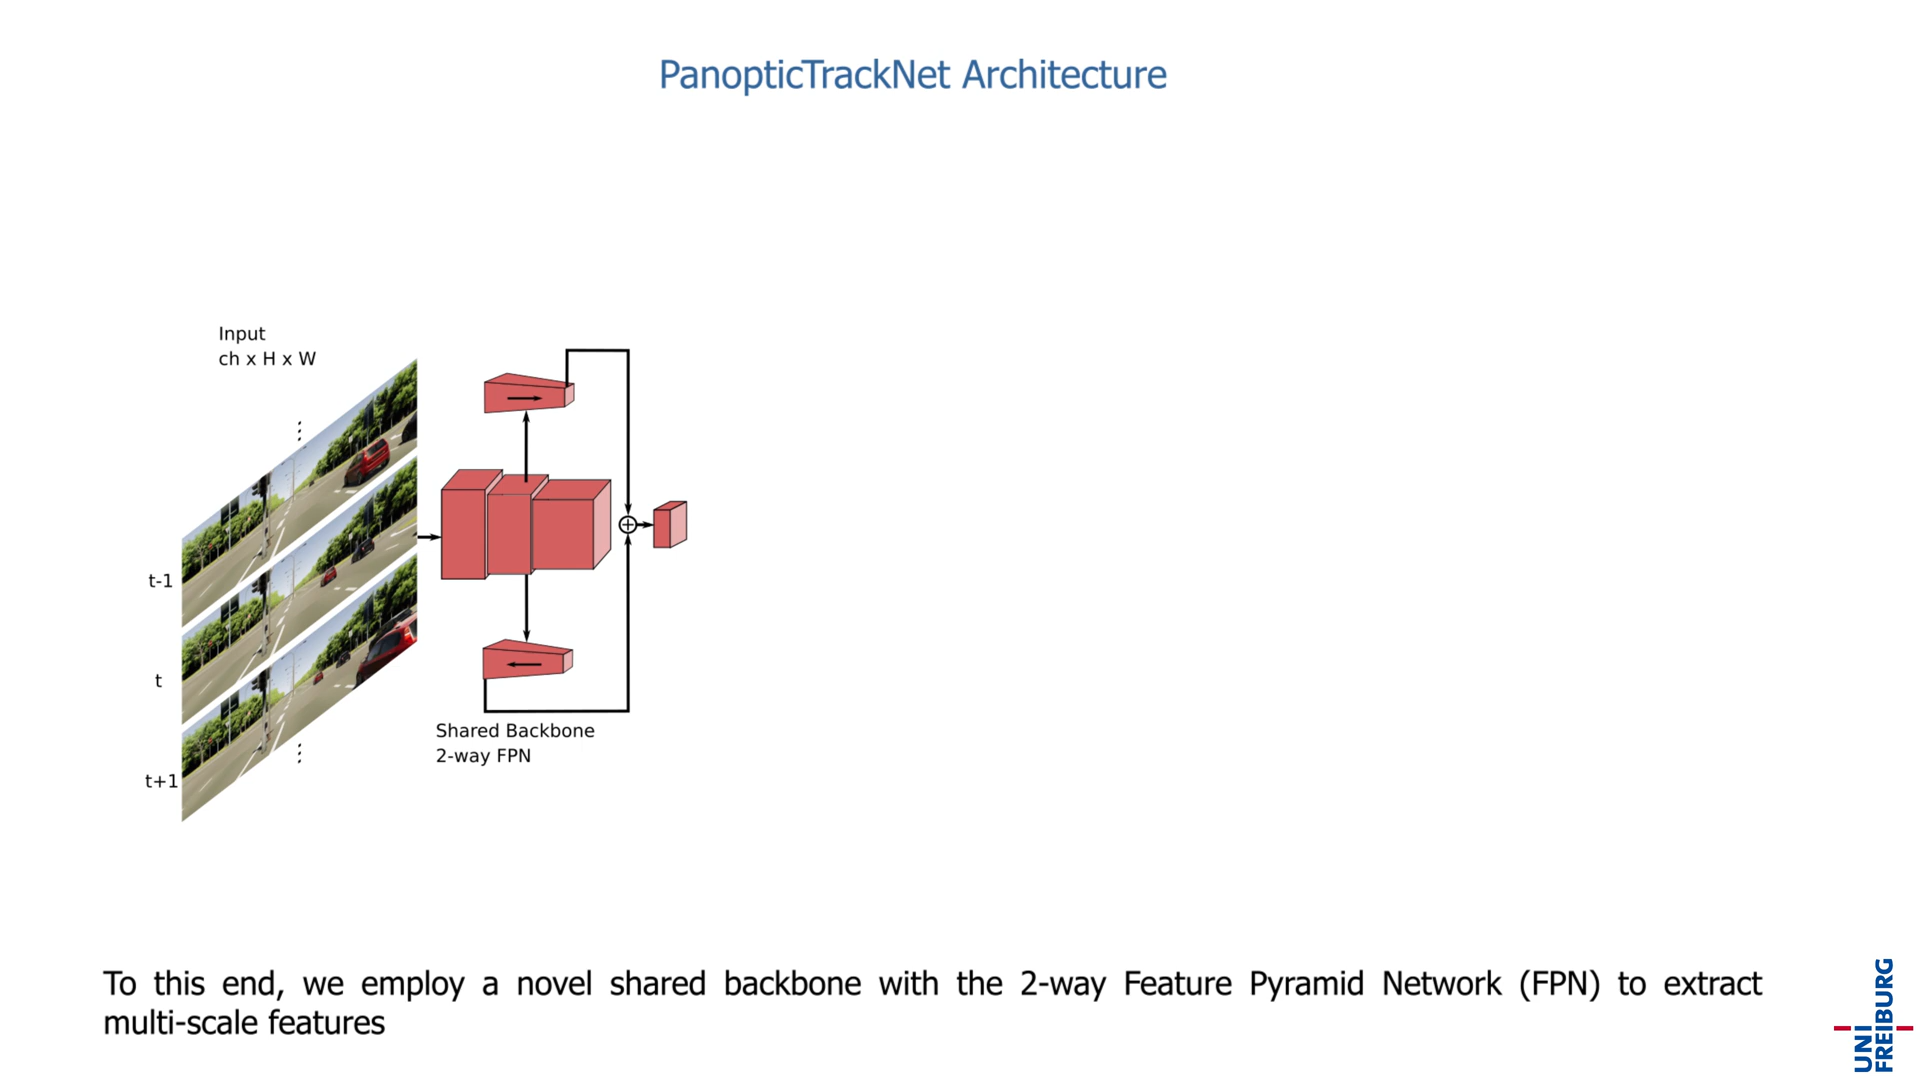 PanopticTrackNet Architecture
Input
ch x H x W
t-1
t
t+1
Shared Backbone
2-way FPN
To this end, we employ a novel shared backbone with the 2-way Feature Pyramid Network (FPN) to extract
multi-scale features
UNI
FREIBURG